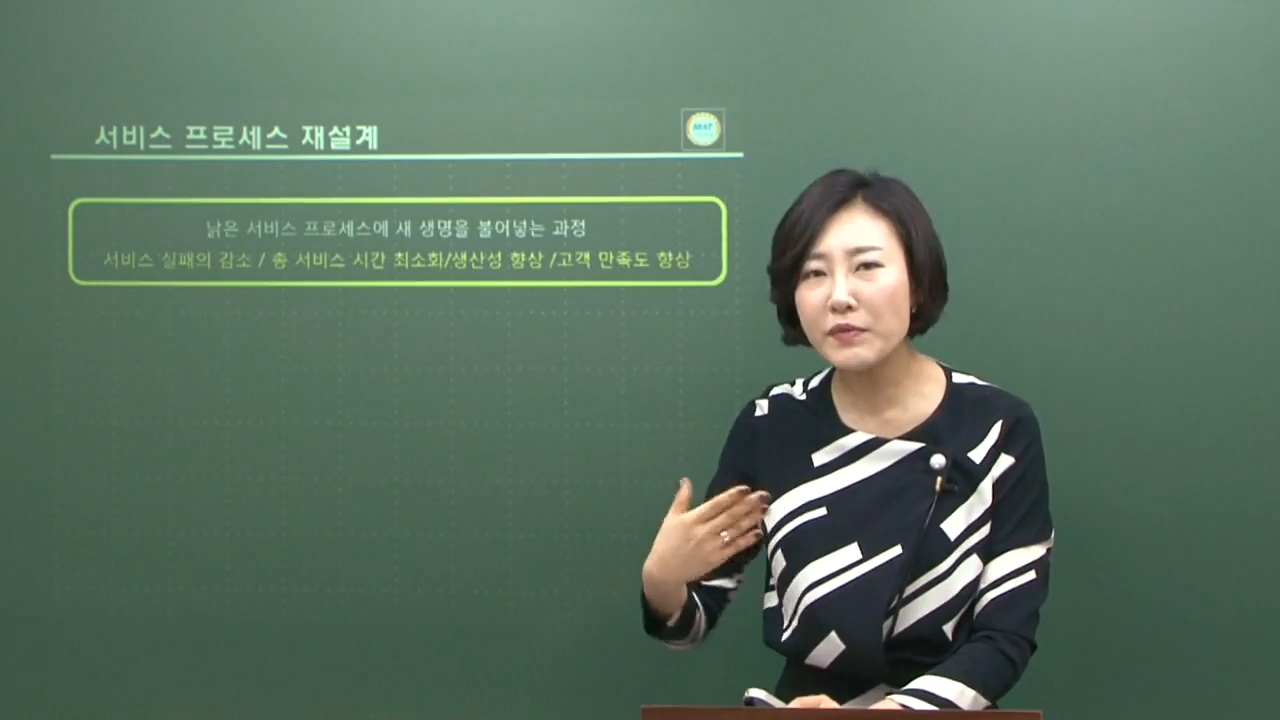 서비스 프로세스 재설계
낡은 서비스 프로세스에 새 생명을 불어넣는 과정
서비스 실패의 감소 / 총 서비스 시간 최소화/생산성 향상 /고객 만족도 향상